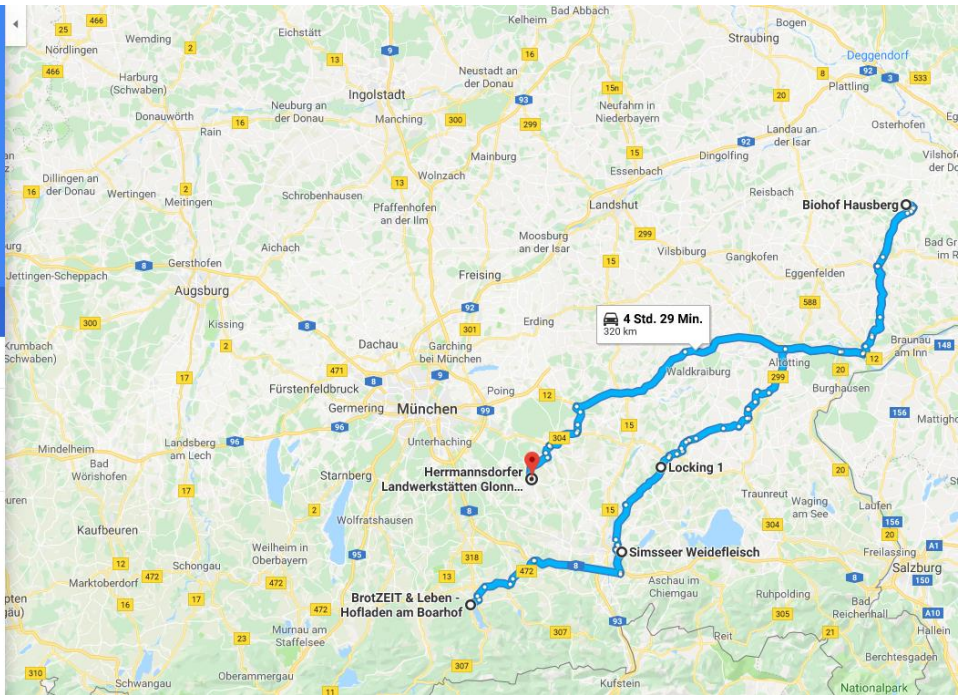 Bad Abbach
Kelheim
Bogen
Straubing
Eichstätt
Wemding
Nördlingen
Deggendorf
Plattling
Harburg
(Schwaben)
Neustadt an
der Donau
Ingolstadt
Manching
Neuburg an
der Donau
Donauwörth
Rain
Neufahrn in
Niederbayern
Osterhofen
Landau an
der Isar
Dingolfing
Mainburg
Essenbach
Dillingen an
der Donau
Wertingen
Meitingen
Schrobenhausen
Wolnzach
Pfaffenhofen
an der Ilm
Landshut
Reisbach
Biohof Hausberg
Moosburg
an der Isar
Vilsbiburg
Gangkofen
Eggenfelden
Aichach
Gersthofen
Jettingen-Scheppach
Augsburg
Freising
Kissing
Erding
4 Std. 29 Min.
320 km
Dachau
Garching
bei München
Krumbach
Schwaben)
Altötting
Waldkraiburg
Braunau
am Inn
Burghausen
Fürstenfeldbruck
Germering
München
Poing
Unterhaching
Mindelheim
Bad
Wörishofen
Landsberg
am Lech
Starnberg
Herrmannsdorfer
Landwerkstätten Glonn...
Locking 1
Traunreut
Waging
am See
Laufen
Wolfratshausen
Kaufbeuren
Weilheim in
Oberbayern
Schongau
Marktoberdorf
Simsseer Weidefleisch
Freilassing
Salzburg
Aschau im
Chiemgau
Ruhpolding
Bad
Reichenhall
BrotZEIT & Leben -
Hofladen am Boarhof
Murnau am
Staffelsee
Reit
Hallein
Berchtesgaden
Oberammergau
Schwangau
Kufstein
Nationalpark